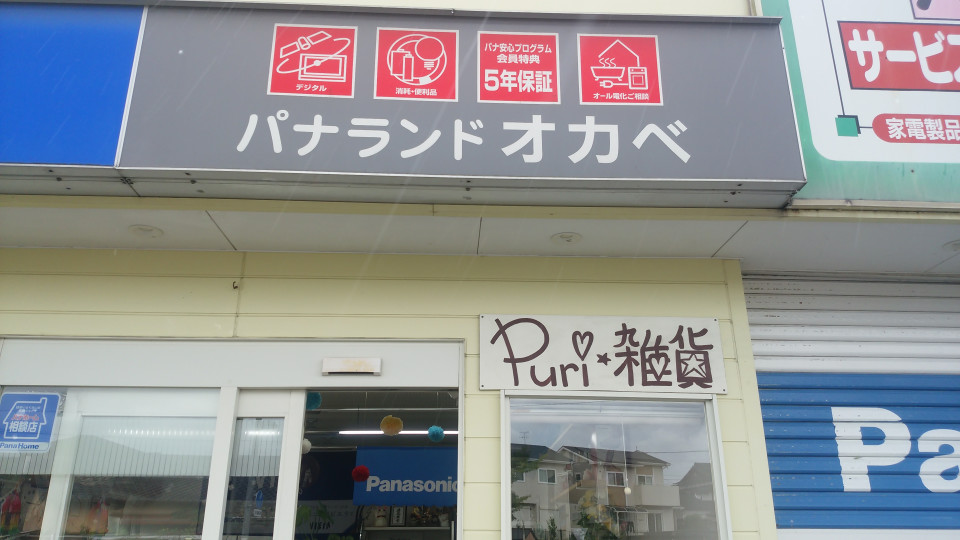 デジタル
消耗・便利品
パナ安心プログラム
会員特典
5年保証
オール電化ご相談
パナランドオカベ
サービス
家電製品
Puri★雑貨
相談店
PanaHome
Panasonic
Pa